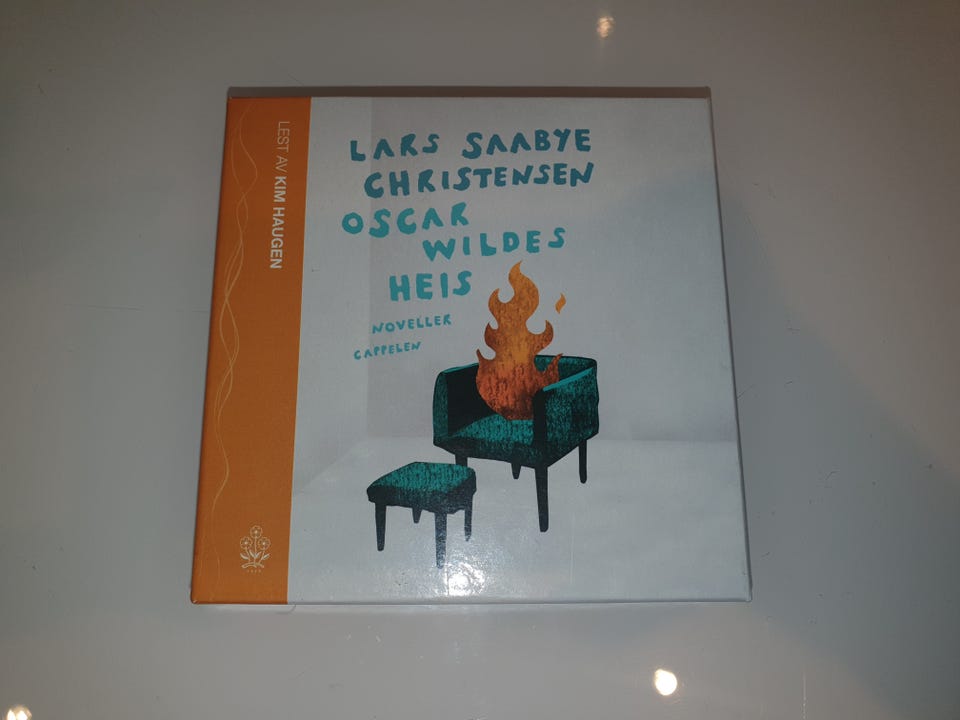 LEST AV KIM HAUGEN
LARS SAABYE
CHRISTENSEN
OSCAR
WILDES
HEIS
NOVELLER
CAPPELEN